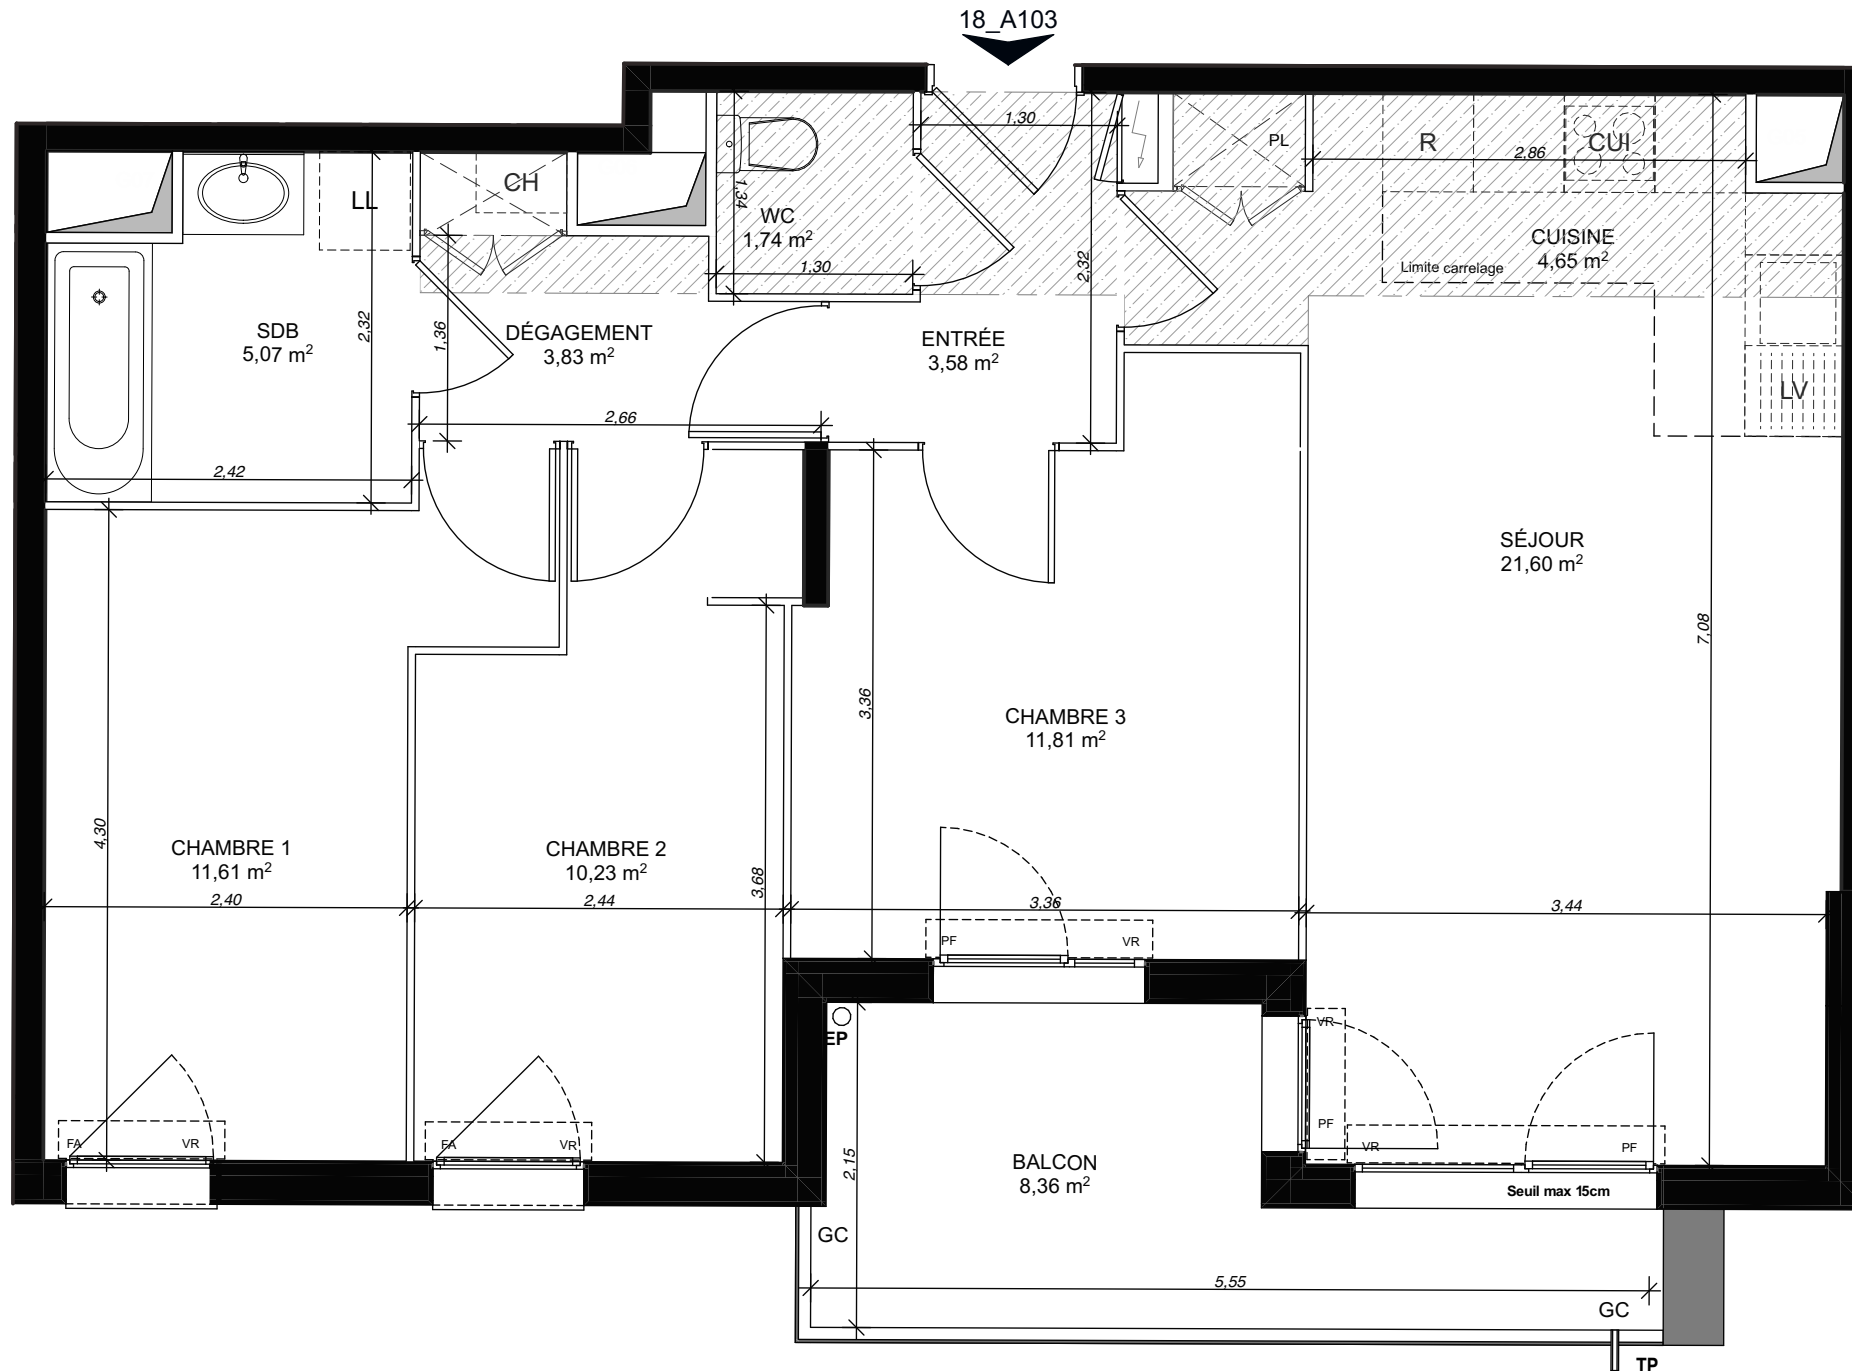 18_A103
1,30
PL
R
CUI
2,86
CH
LL
1,34
WC
1,74 m²
1,30
2,32
CUISINE
4,65 m²
Limite carrelage
SDB
5,07 m²
2,32
1,36
DÉGAGEMENT
3,83 m²
ENTRÉE
3,58 m²
LV
2,66
2,42
SÉJOUR
21,60 m²
7,08
3,36
CHAMBRE 3
11,81 m²
4,30
CHAMBRE 1
11,61 m²
CHAMBRE 2
10,23 m²
3,68
2,40
2,44
3,36
3,44
PF
VR
EP
VR
PF
FA
VR
FA
VR
VR
PF
2,15
BALCON
8,36 m²
Seuil max 15cm
GC
5,55
GC
TP